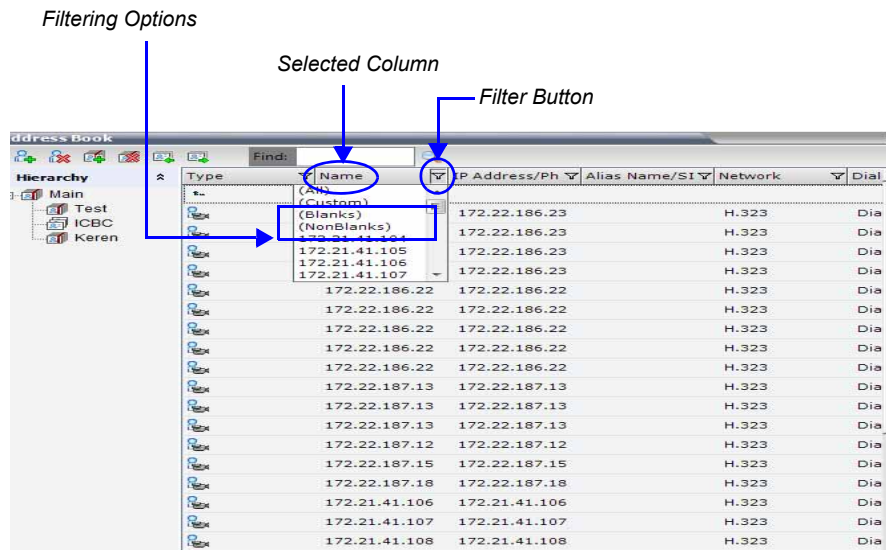 Filtering Options
Selected Column
Filter Button
ddress Book
Find:
Hierarchy
Main
Test
ICBC
Keren
Type Name IP Address/Ph Alias Name/SI Network Dial
(All)
(Custom)
(Blanks)
(NonBlanks)
172.21.41.104
172.21.41.105
172.21.41.106
172.21.41.107
172.22.186.23 H.323 Dia
172.22.186.23 H.323 Dia
172.22.186.23 H.323 Dia
172.22.186.23 H.323 Dia
172.22.186.22 172.22.186.22 H.323 Dia
172.22.186.22 172.22.186.22 H.323 Dia
172.22.186.22 172.22.186.22 H.323 Dia
172.22.186.22 172.22.186.22 H.323 Dia
172.22.186.22 172.22.186.22 H.323 Dia
172.22.187.13 172.22.187.13 H.323 Dia
172.22.187.13 172.22.187.13 H.323 Dia
172.22.187.13 172.22.187.13 H.323 Dia
172.22.187.12 172.22.187.12 H.323 Dia
172.22.187.15 172.22.187.15 H.323 Dia
172.22.187.18 172.22.187.18 H.323 Dia
172.21.41.106 172.21.41.106 H.323 Dia
172.21.41.107 172.21.41.107 H.323 Dia
172.21.41.108 172.21.41.108 H.323 Dia